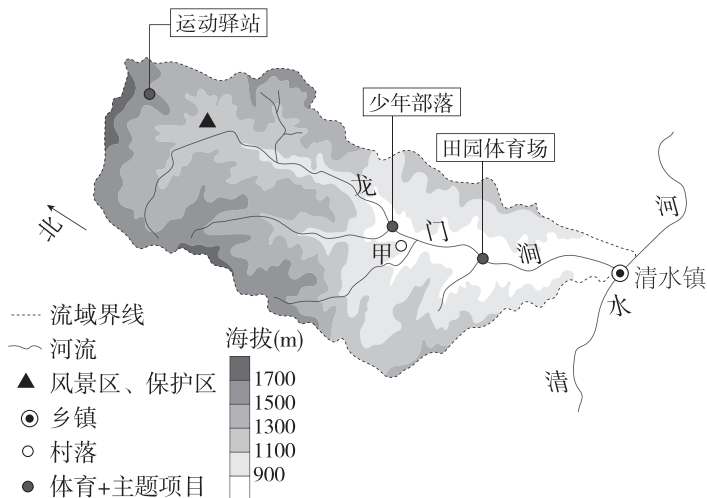 运动驿站
少年部落
田园体育场
龙
门
涧
甲
河
清水镇
水
清
北
流域界线
河流
风景区、保护区
乡镇
村落
体育+主题项目
海拔(m)
1700
1500
1300
1100
900